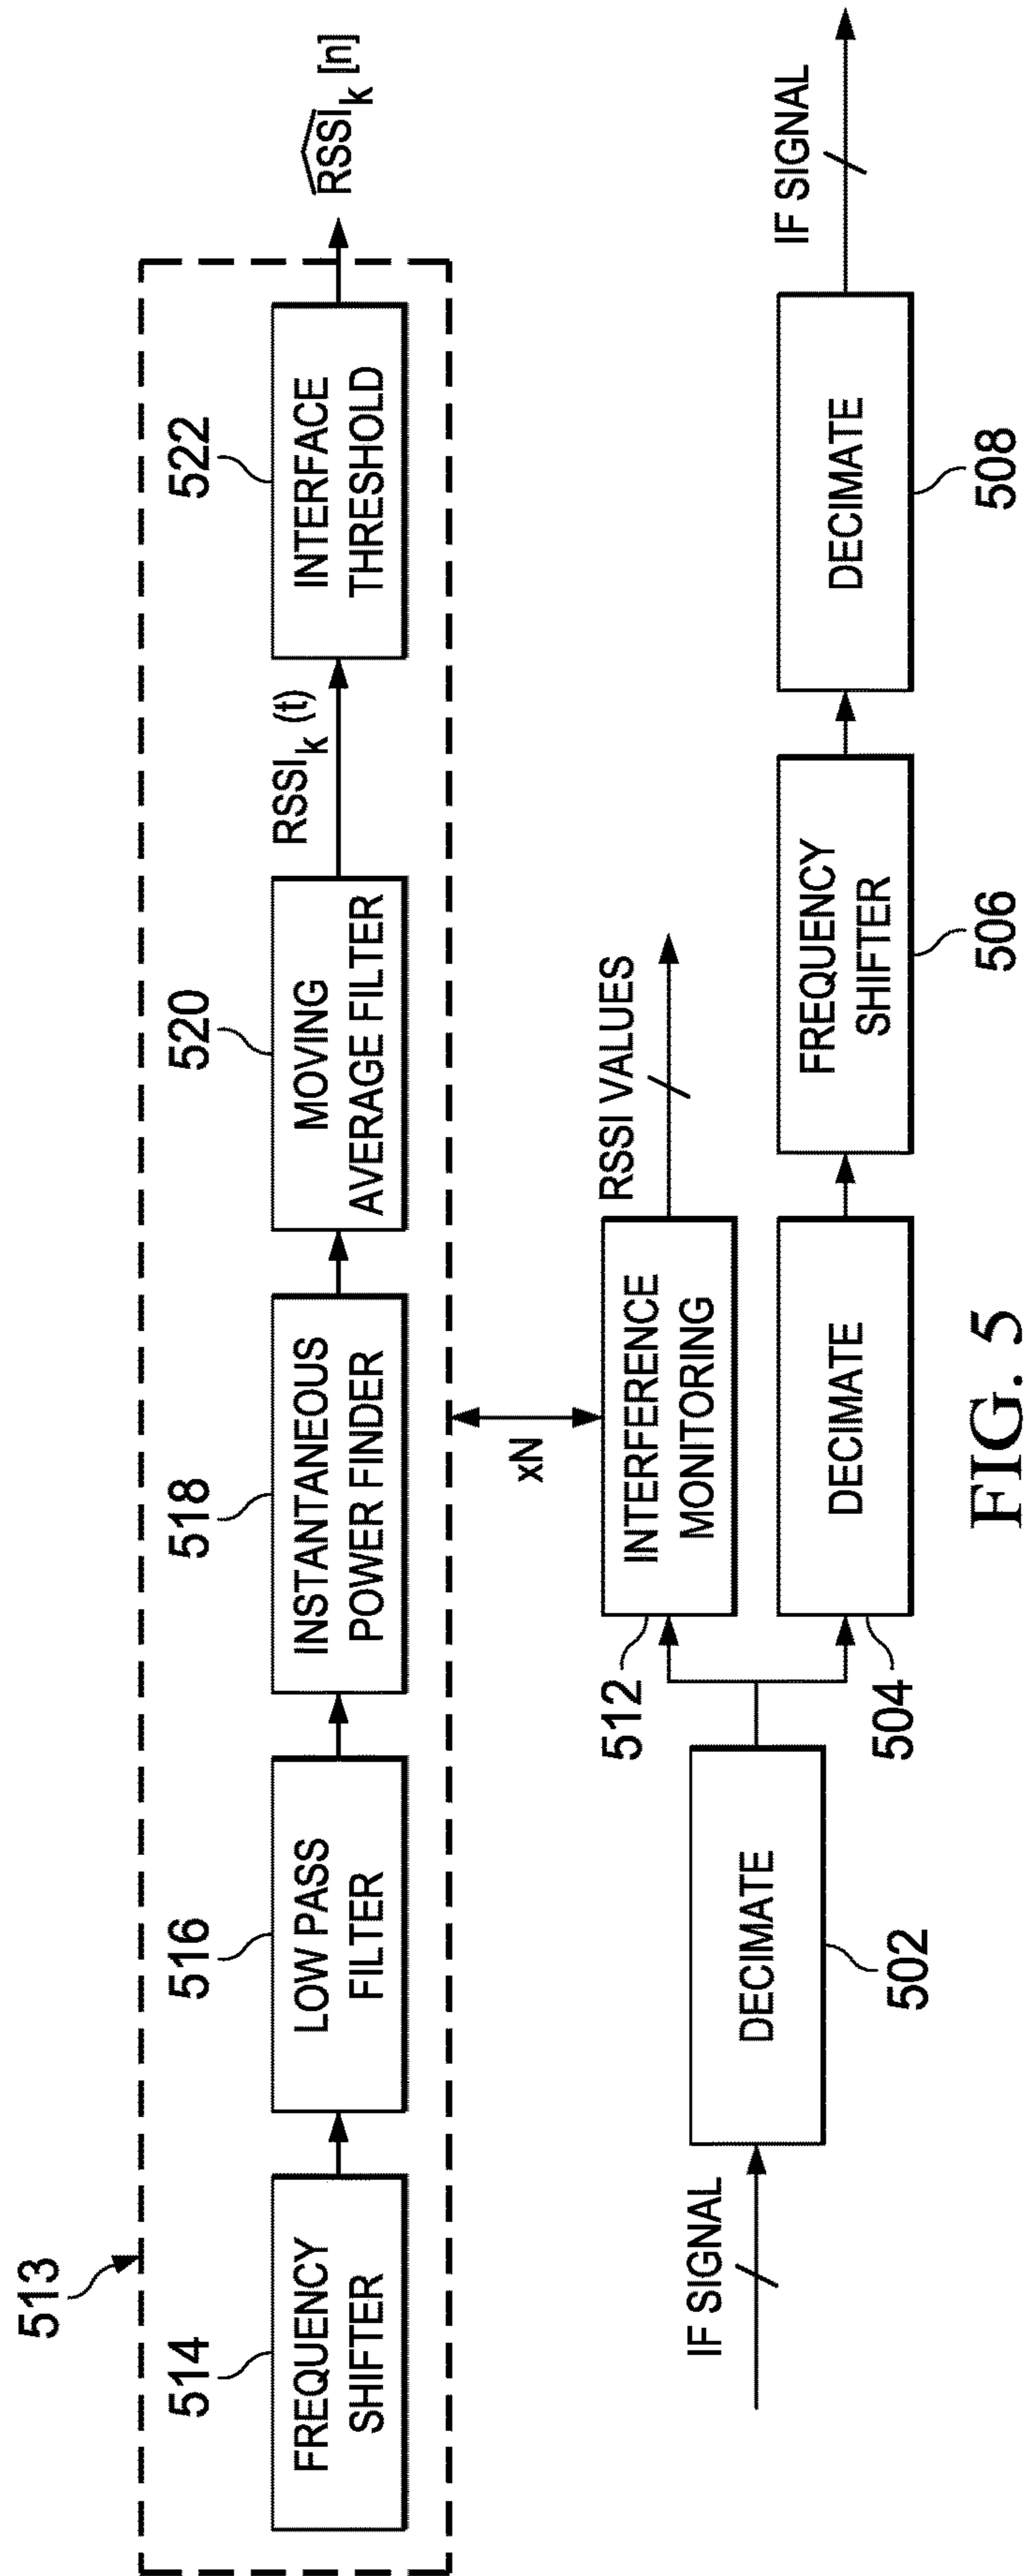 513
514
FREQUENCY
SHIFTER
516
LOW PASS
FILTER
518
INSTANTANEOUS
POWER FINDER
520
MOVING
AVERAGE FILTER
RSSIₖ (t)
522
INTERFACE
THRESHOLD
R͡SSIₖ [n]
xN
IF SIGNAL
DECIMATE
502
512
INTERFERENCE
MONITORING
RSSI VALUES
504
DECIMATE
FREQUENCY
SHIFTER
506
DECIMATE
508
IF SIGNAL
FIG. 5